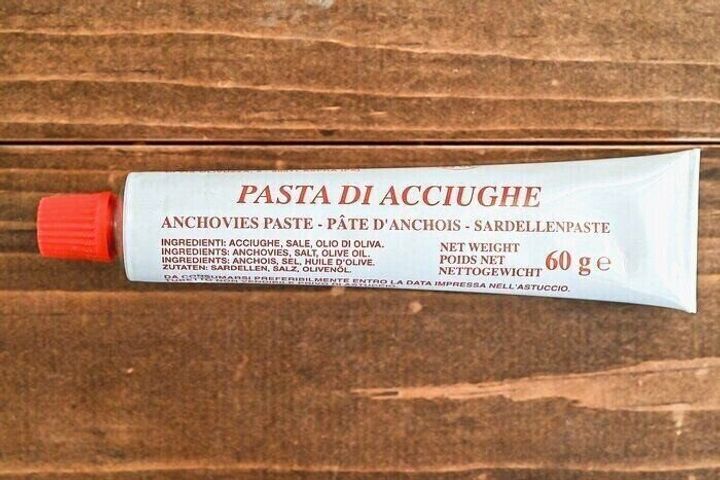 PASTA DI ACCIUGHE
ANCHOVIES PASTE - PÂTE D'ANCHOIS - SARDELLENPASTE
INGREDIENTI: ACCIUGHE, SALE, OLIO DI OLIVA.
INGREDIENTS: ANCHOVIES, SALT, OLIVE OIL.
INGREDIENTS: ANCHOIS, SEL, HUILE D'OLIVE.
ZUTATEN: SARDELLEN, SALZ, OLIVENÖL.
NET WEIGHT
POIDS NET
NETTOGEWICHT
60 g e
DA CONSUMARSI PREFERIBILMENTE ENTRO LA DATA IMPRESSA NELL'ASTUCCIO.